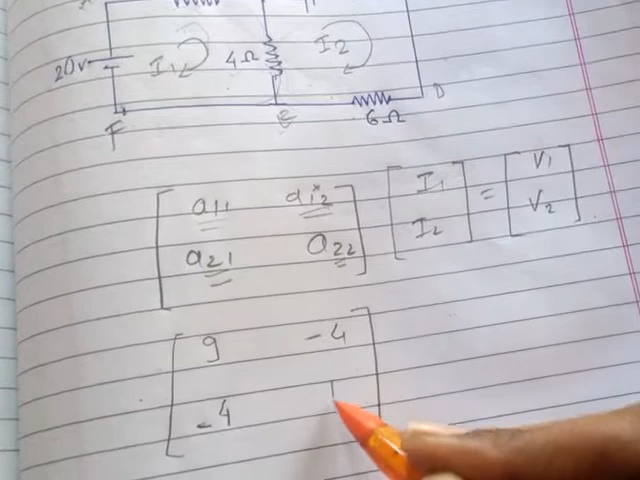 20v I₁ 4Ω I2
F E 6Ω D
[a11 a12] [I₁] = [V1]
[a21 a22] [I2] [V2]
[9 -4]
[-4